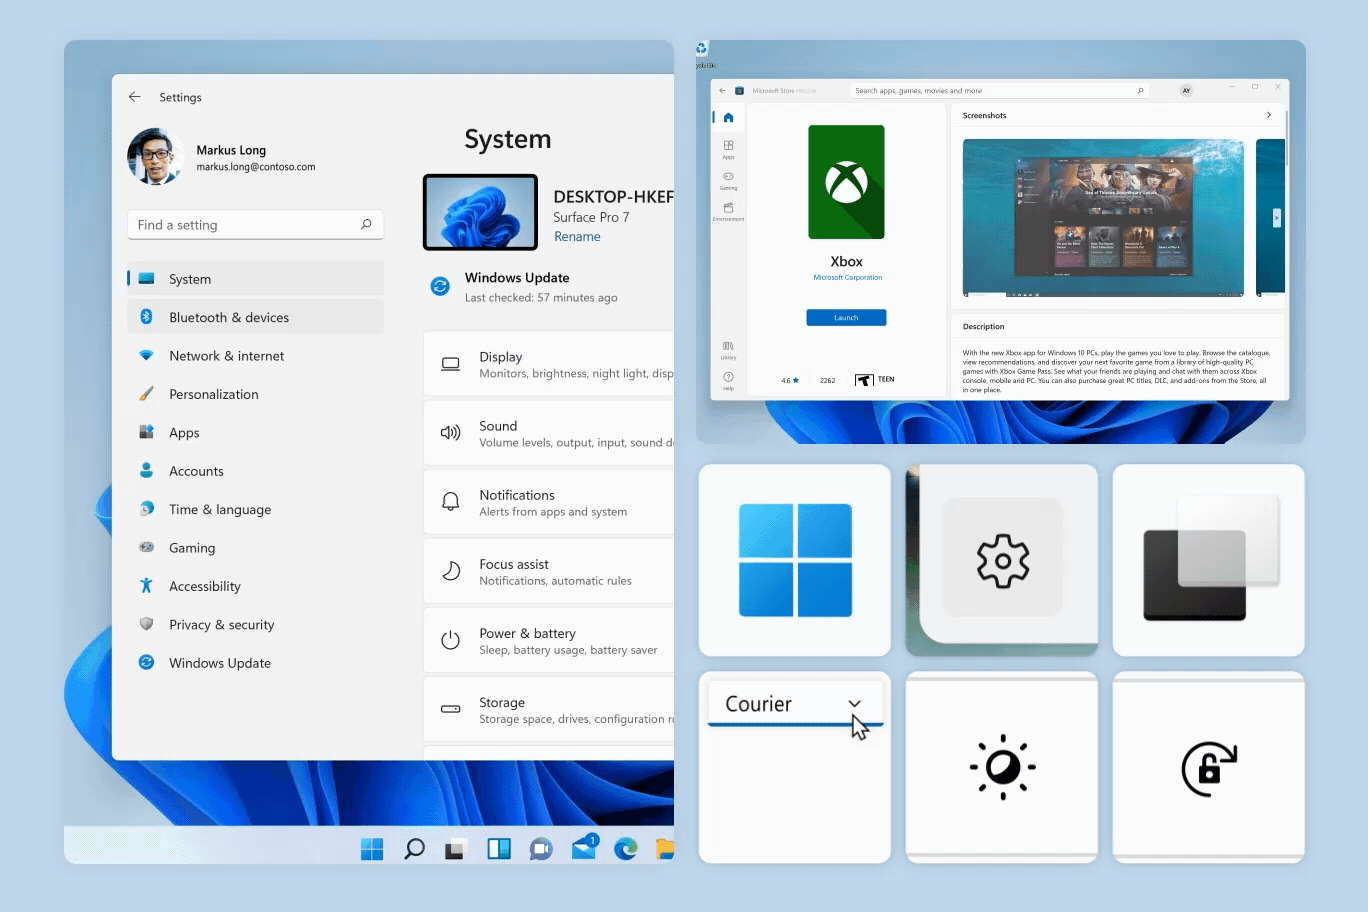 Settings
Markus Long
markus.long@contoso.com
Find a setting
System
Bluetooth & devices
Network & internet
Personalization
Apps
Accounts
Time & language
Gaming
Accessibility
Privacy & security
Windows Update
System
DESKTOP-HKEF
Surface Pro 7
Rename
Windows Update
Last checked: 57 minutes ago
Display
Monitors, brightness, night light, disp
Sound
Volume levels, output, input, sound d
Notifications
Alerts from apps and system
Focus assist
Notifications, automatic rules
Power & battery
Sleep, battery usage, battery saver
Storage
Storage space, drives, configuration ru
1
Microsoft Store
Search apps, games, movies and more
AY
Apps
Gaming
Entertainment
Library
Help
Xbox
Microsoft Corporation
Launch
4.6
2262
T
TEEN
Screenshots
Description
With the new Xbox app for Windows 10 PCs, play the games you love to play. Browse the catalogue,
view recommendations, and discover your next favorite game from a library of high-quality PC
games with Xbox Game Pass. See what your friends are playing and chat with them across Xbox
console, mobile and PC. You can also purchase great PC titles, DLC, and add-ons from the Store, all
in one place.
Courier